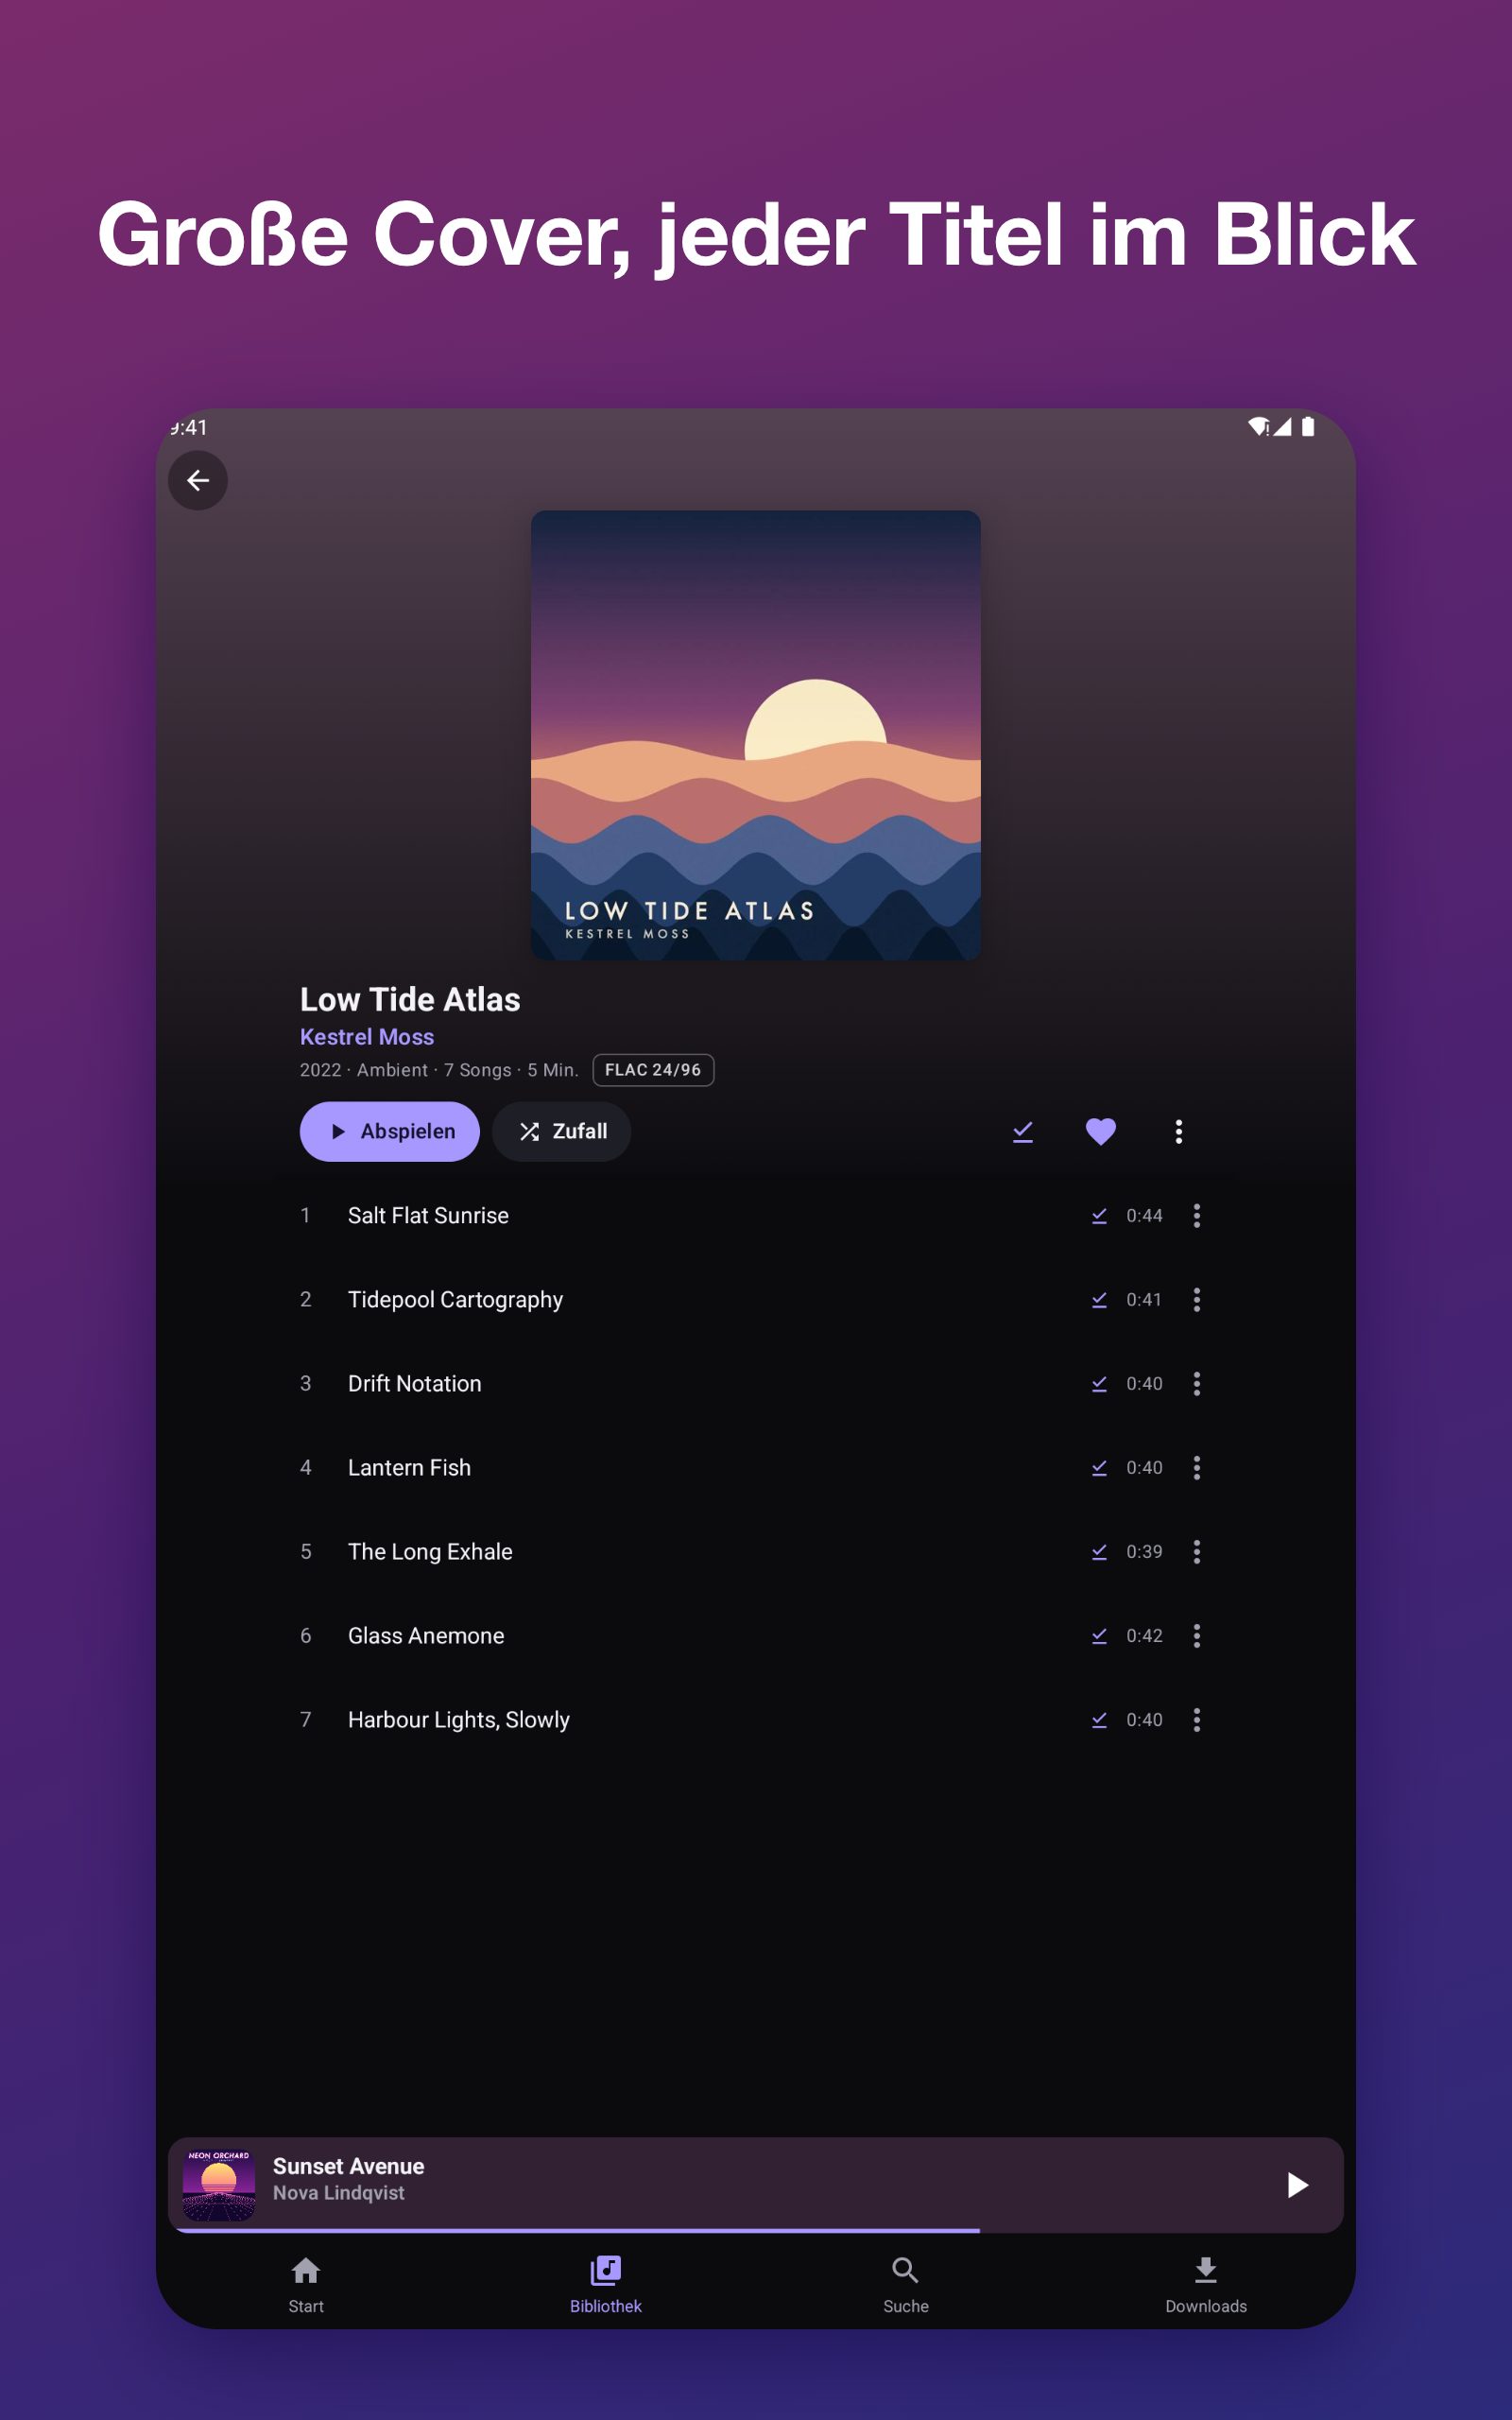 Große Cover, jeder Titel im Blick
9:41
LOW TIDE ATLAS
KESTREL MOSS
Low Tide Atlas
Kestrel Moss
2022 · Ambient · 7 Songs · 5 Min. FLAC 24/96
Abspielen Zufall
1 Salt Flat Sunrise 0:44
2 Tidepool Cartography 0:41
3 Drift Notation 0:40
4 Lantern Fish 0:40
5 The Long Exhale 0:39
6 Glass Anemone 0:42
7 Harbour Lights, Slowly 0:40
NEON ORCHARD
Sunset Avenue
Nova Lindqvist
Start Bibliothek Suche Downloads